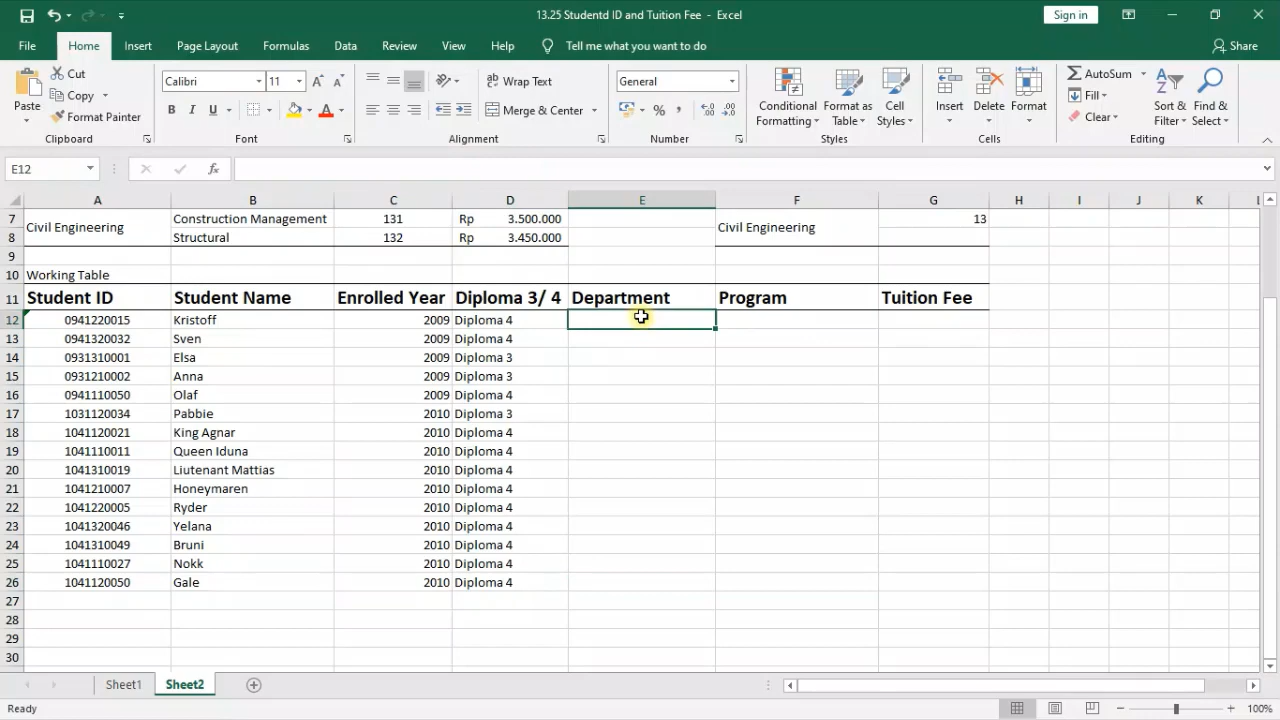 13.25 Studentd ID and Tuition Fee - Excel
Sign in
File Home Insert Page Layout Formulas Data Review View Help Tell me what you want to do Share
Paste
Cut
Copy
Format Painter
Clipboard
Calibri 11
B I U
Font
Wrap Text
Merge & Center
Alignment
General
Number
Conditional Formatting
Format as Table
Cell Styles
Styles
Insert
Delete
Format
Cells
AutoSum
Fill
Clear
Sort & Filter
Find & Select
Editing
E12 fx
A B C D E F G H I J K L
7 Civil Engineering Construction Management 131 Rp 3.500.000 Civil Engineering 13
8 Structural 132 Rp 3.450.000
9
10 Working Table
11 Student ID Student Name Enrolled Year Diploma 3/ 4 Department Program Tuition Fee
12 0941220015 Kristoff 2009 Diploma 4
13 0941320032 Sven 2009 Diploma 4
14 0931310001 Elsa 2009 Diploma 3
15 0931210002 Anna 2009 Diploma 3
16 0941110050 Olaf 2009 Diploma 4
17 1031120034 Pabbie 2010 Diploma 3
18 1041120021 King Agnar 2010 Diploma 4
19 1041110011 Queen Iduna 2010 Diploma 4
20 1041310019 Liutenant Mattias 2010 Diploma 4
21 1041210007 Honeymaren 2010 Diploma 4
22 1041220005 Ryder 2010 Diploma 4
23 1041320046 Yelana 2010 Diploma 4
24 1041310049 Bruni 2010 Diploma 4
25 1041110027 Nokk 2010 Diploma 4
26 1041120050 Gale 2010 Diploma 4
27
28
29
30
Sheet1 Sheet2
Ready
100%